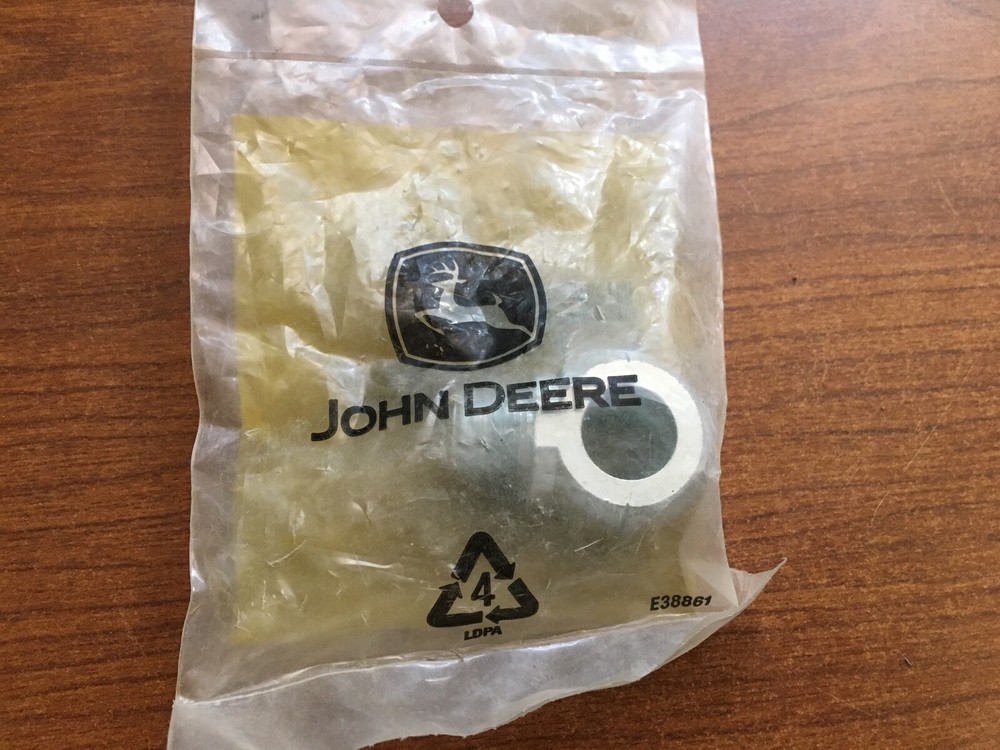 JOHN DEERE
4
LDPA
E38861